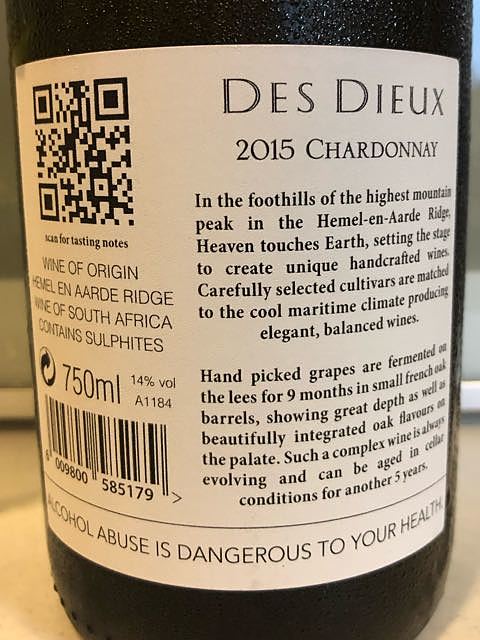 DES DIEUX
2015 CHARDONNAY
In the foothills of the highest mountain
peak in the Hemel-en-Aarde Ridge,
Heaven touches Earth, setting the stage
to create unique handcrafted wines.
Carefully selected cultivars are matched
to the cool maritime climate producing
elegant, balanced wines.
Hand picked grapes are fermented on
the lees for 9 months in small french oak
barrels, showing great depth as well as
beautifully integrated oak flavours on
the palate. Such a complex wine is always
evolving and can be aged in cellar
conditions for another 5 years.
scan for tasting notes
WINE OF ORIGIN
HEMEL EN AARDE RIDGE
WINE OF SOUTH AFRICA
CONTAINS SULPHITES
750ml
14% vol
A1184
6 009800 585179 >
ALCOHOL ABUSE IS DANGEROUS TO YOUR HEALTH.